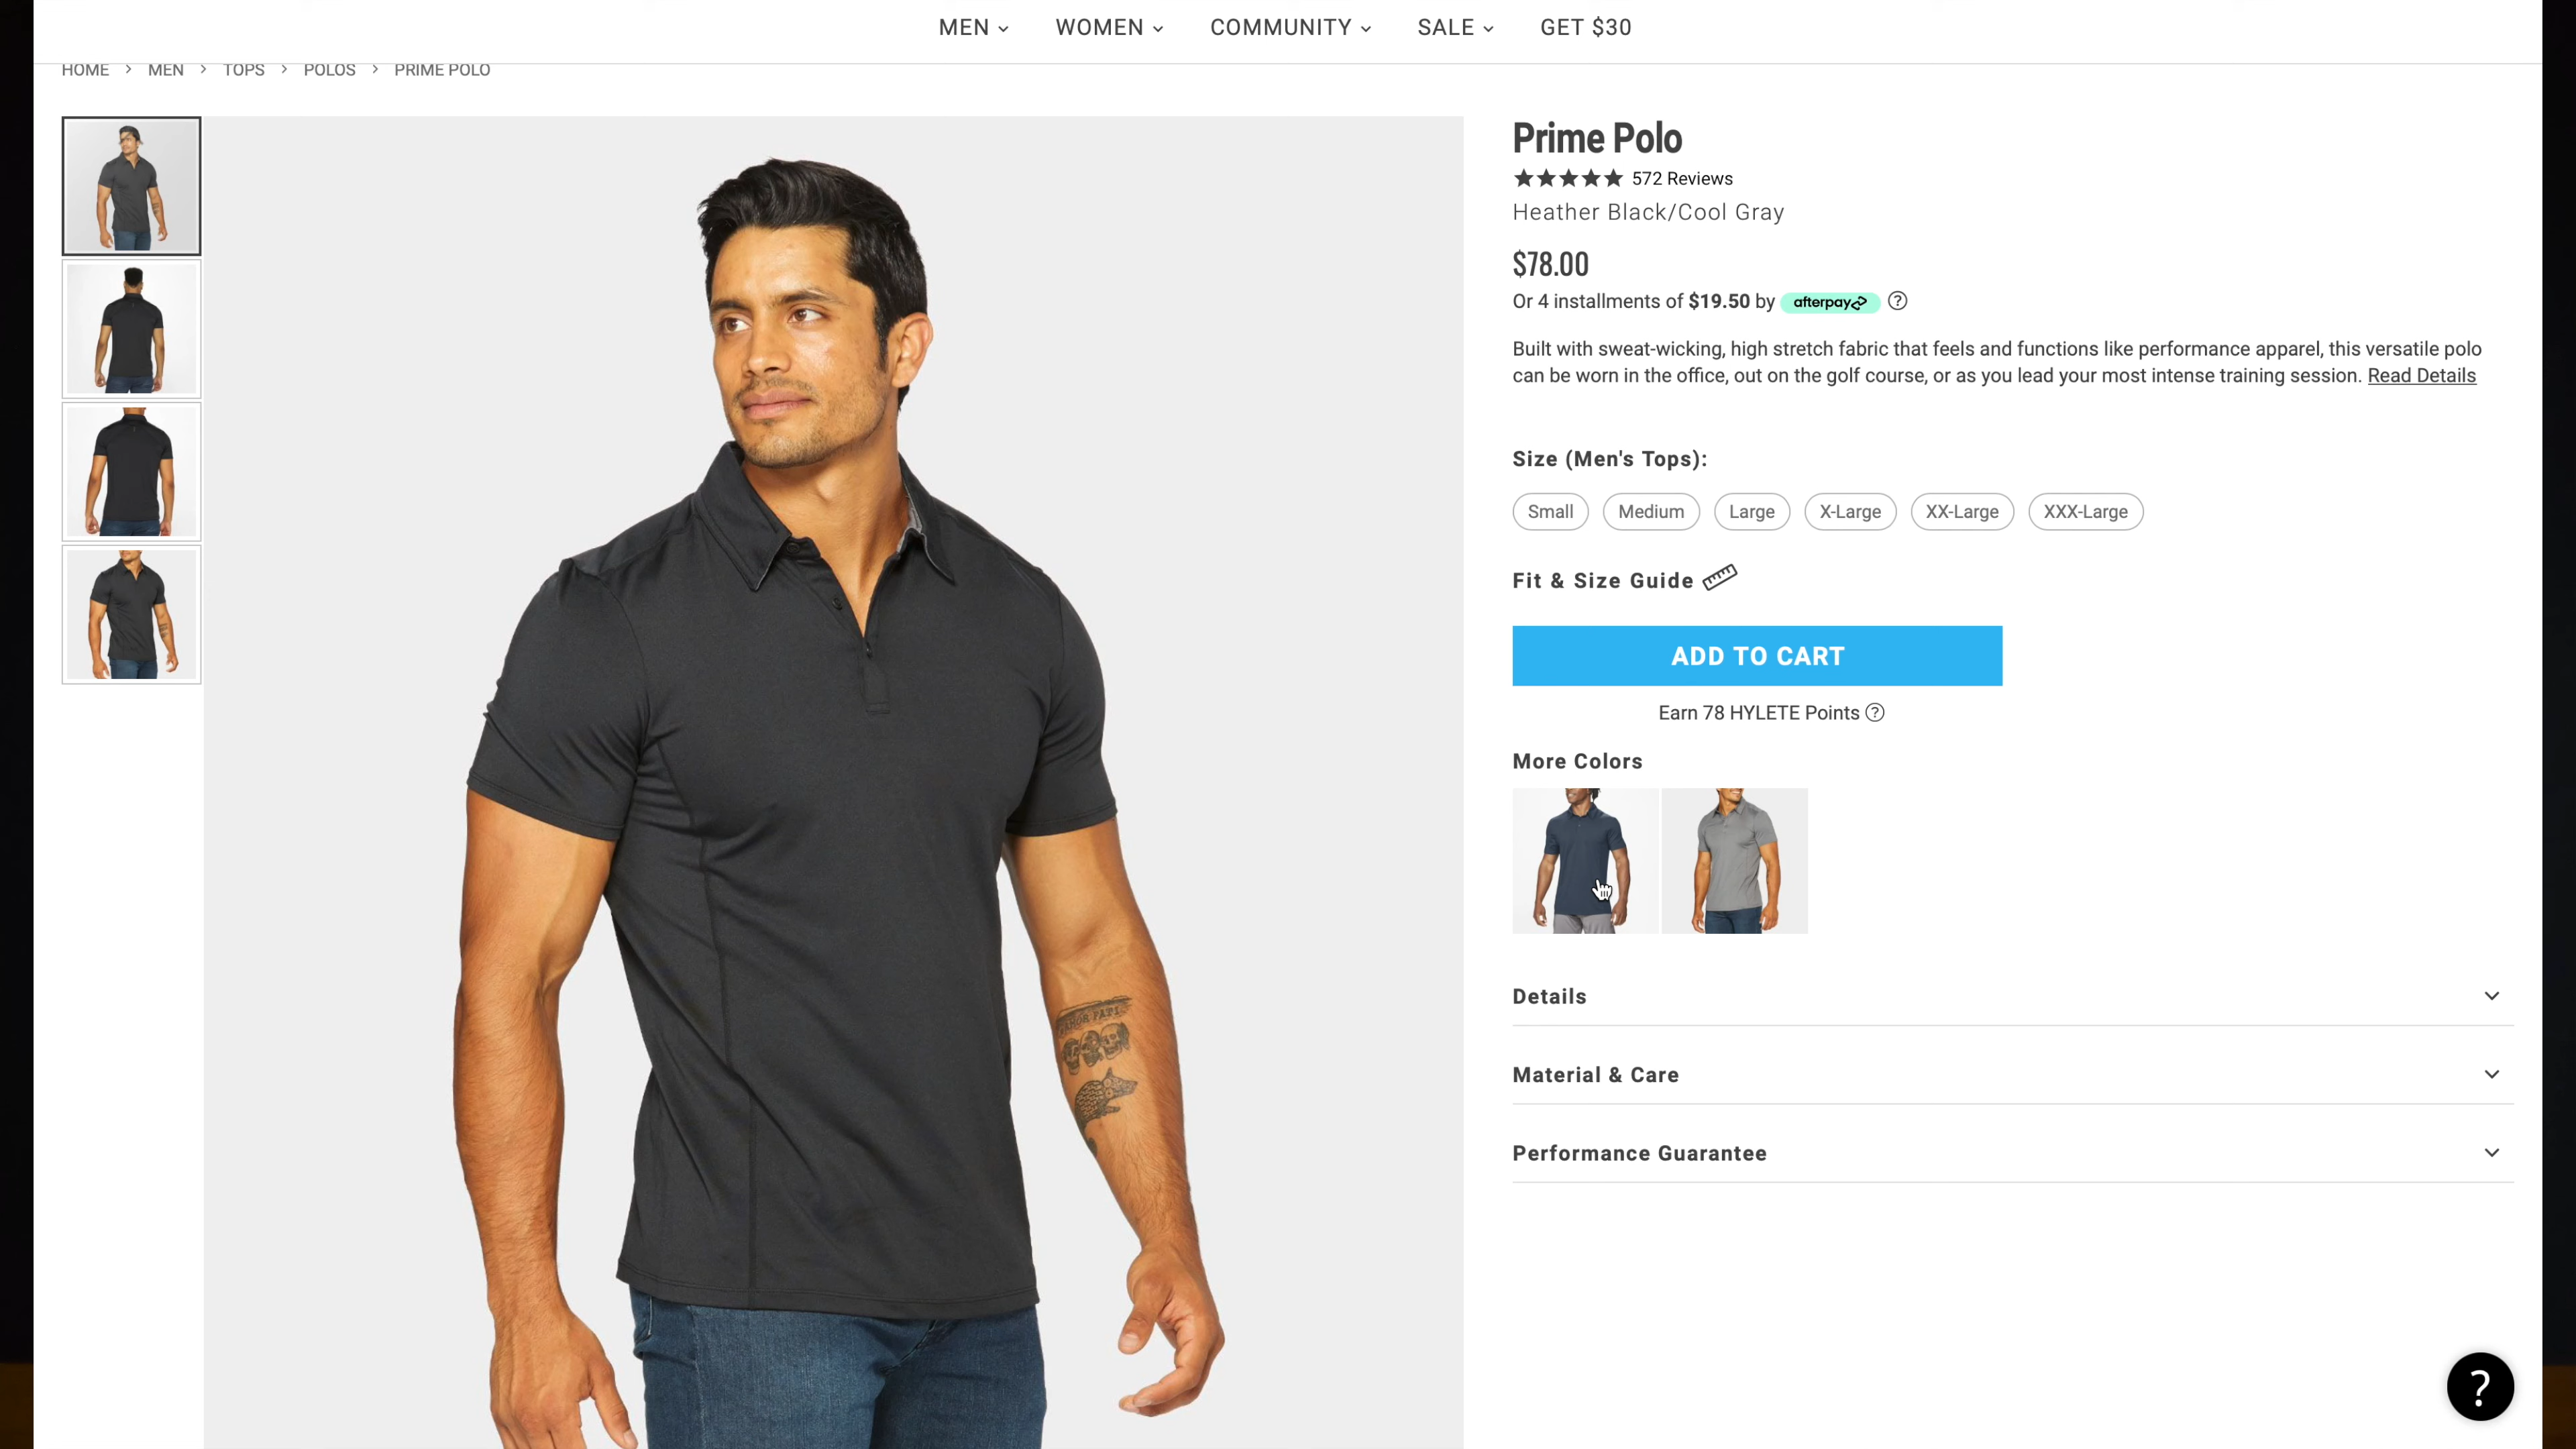 MEN
WOMEN
COMMUNITY
SALE
GET $30
HOME > MEN > TOPS > POLOS > PRIME POLO
Prime Polo
572 Reviews
Heather Black/Cool Gray
$78.00
Or 4 installments of $19.50 by afterpay ?
Built with sweat-wicking, high stretch fabric that feels and functions like performance apparel, this versatile polo
can be worn in the office, out on the golf course, or as you lead your most intense training session. Read Details
Size (Men's Tops):
Small
Medium
Large
X-Large
XX-Large
XXX-Large
Fit & Size Guide
ADD TO CART
Earn 78 HYLETE Points ?
More Colors
AMOR FATI
Details
Material & Care
Performance Guarantee
?